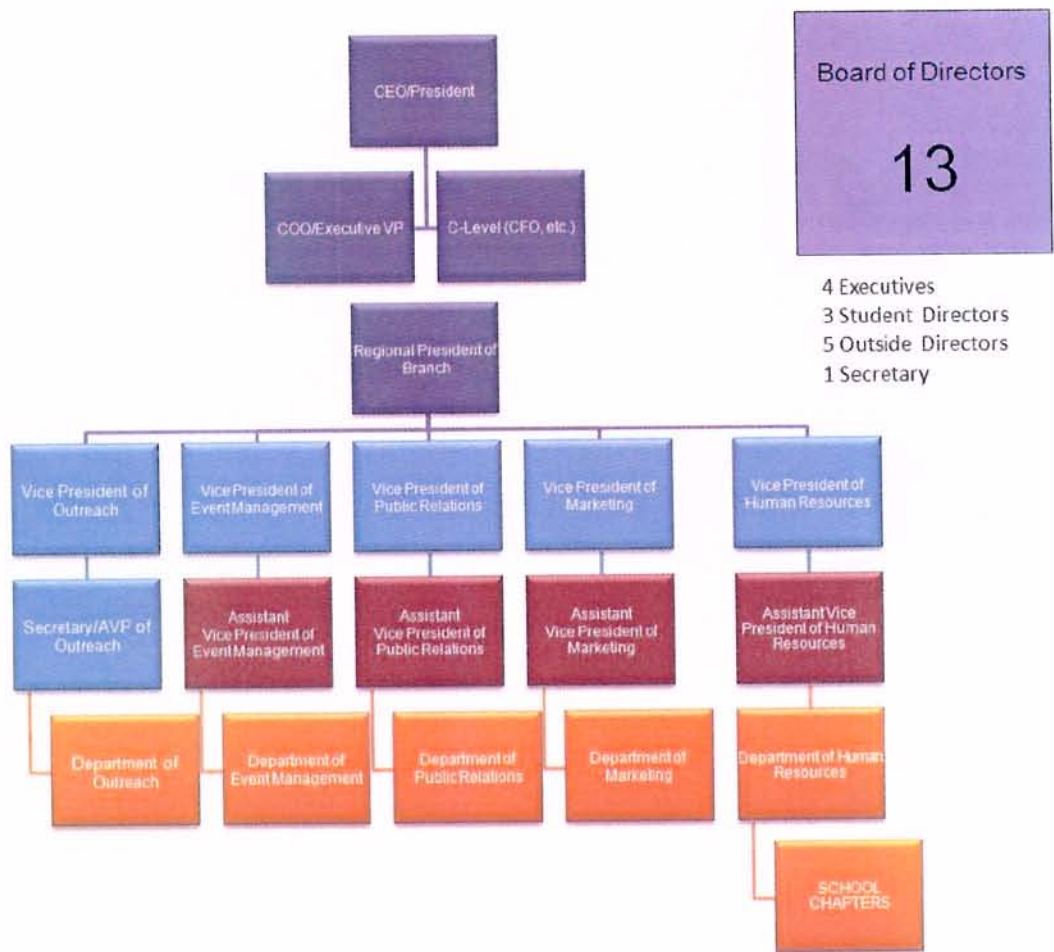 CEO/President
Board of Directors
13
COO/Executive VP
C-Level (CFO, etc.)
4 Executives
3 Student Directors
5 Outside Directors
1 Secretary
Regional President of
Branch
Vice President of
Outreach
Vice President of
Event Management
Vice President of
Public Relations
Vice President of
Marketing
Vice President of
Human Resources
Secretary/AVP of
Outreach
Assistant
Vice President of
Event Management
Assistant
Vice President of
Public Relations
Assistant
Vice President of
Marketing
Assistant Vice
President of Human
Resources
Department of
Outreach
Department of
Event Management
Department of
Public Relations
Department of
Marketing
Department of Human
Resources
SCHOOL
CHAPTERS